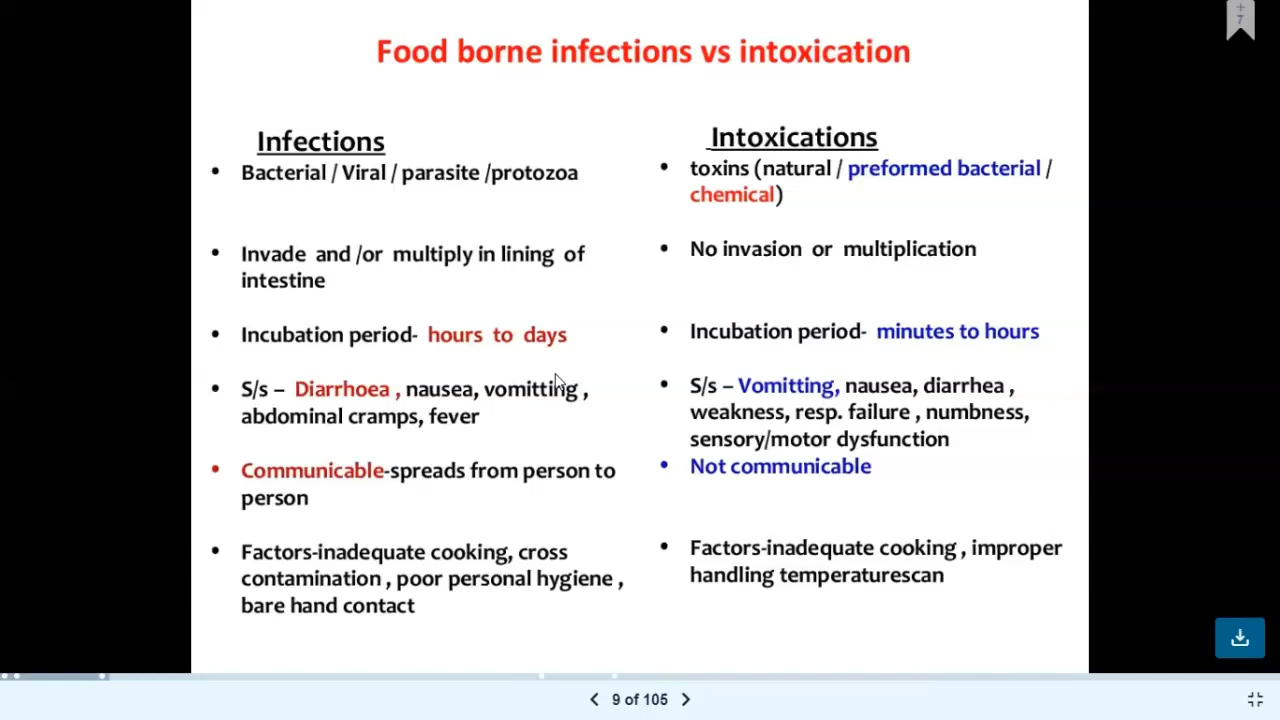 Food borne infections vs intoxication
Infections
• Bacterial / Viral / parasite /protozoa
• Invade and /or multiply in lining of
intestine
• Incubation period- hours to days
• S/s – Diarrhoea , nausea, vomitting ,
abdominal cramps, fever
• Communicable-spreads from person to
person
• Factors-inadequate cooking, cross
contamination , poor personal hygiene ,
bare hand contact
Intoxications
• toxins (natural / preformed bacterial /
chemical)
• No invasion or multiplication
• Incubation period- minutes to hours
• S/s – Vomitting, nausea, diarrhea ,
weakness, resp. failure , numbness,
sensory/motor dysfunction
• Not communicable
• Factors-inadequate cooking , improper
handling temperaturescan
+
7
9 of 105